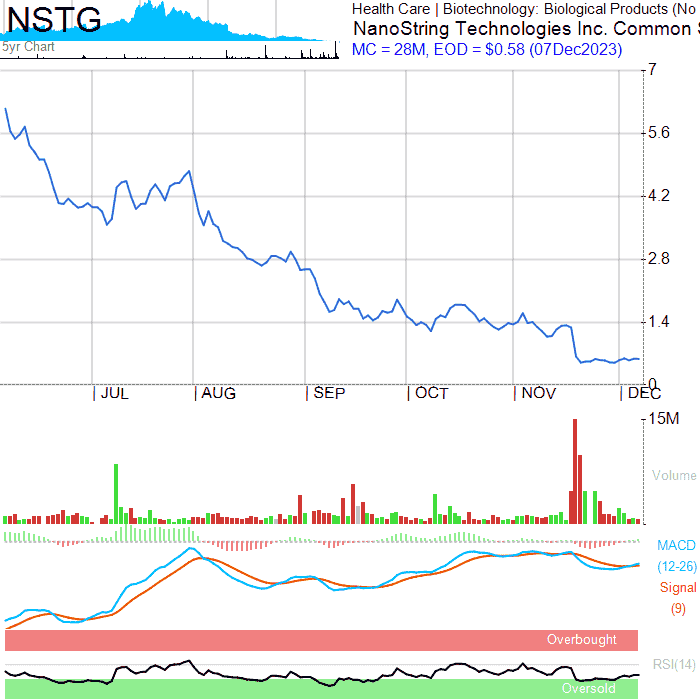 NSTG
Health Care | Biotechnology: Biological Products (No
NanoString Technologies Inc. Common S
MC = 28M, EOD = $0.58 (07Dec2023)
5yr Chart
7
5.6
4.2
2.8
1.4
0
JUL AUG SEP OCT NOV DEC
15M
Volume
MACD
(12-26)
Signal
(9)
Overbought
RSI(14)
Oversold